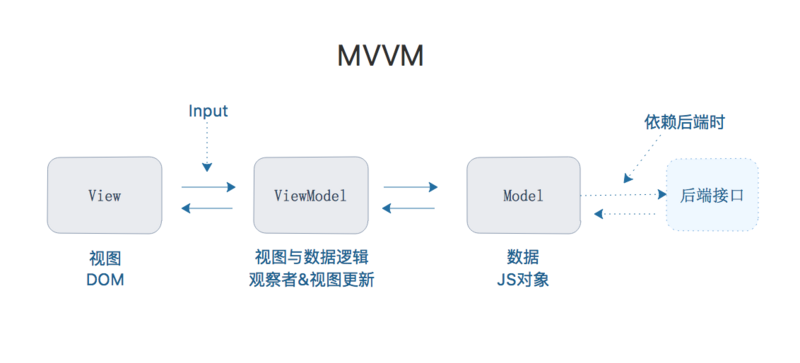 MVVM
Input
依赖后端时
View
ViewModel
Model
后端接口
视图
DOM
视图与数据逻辑
观察者&视图更新
数据
JS对象